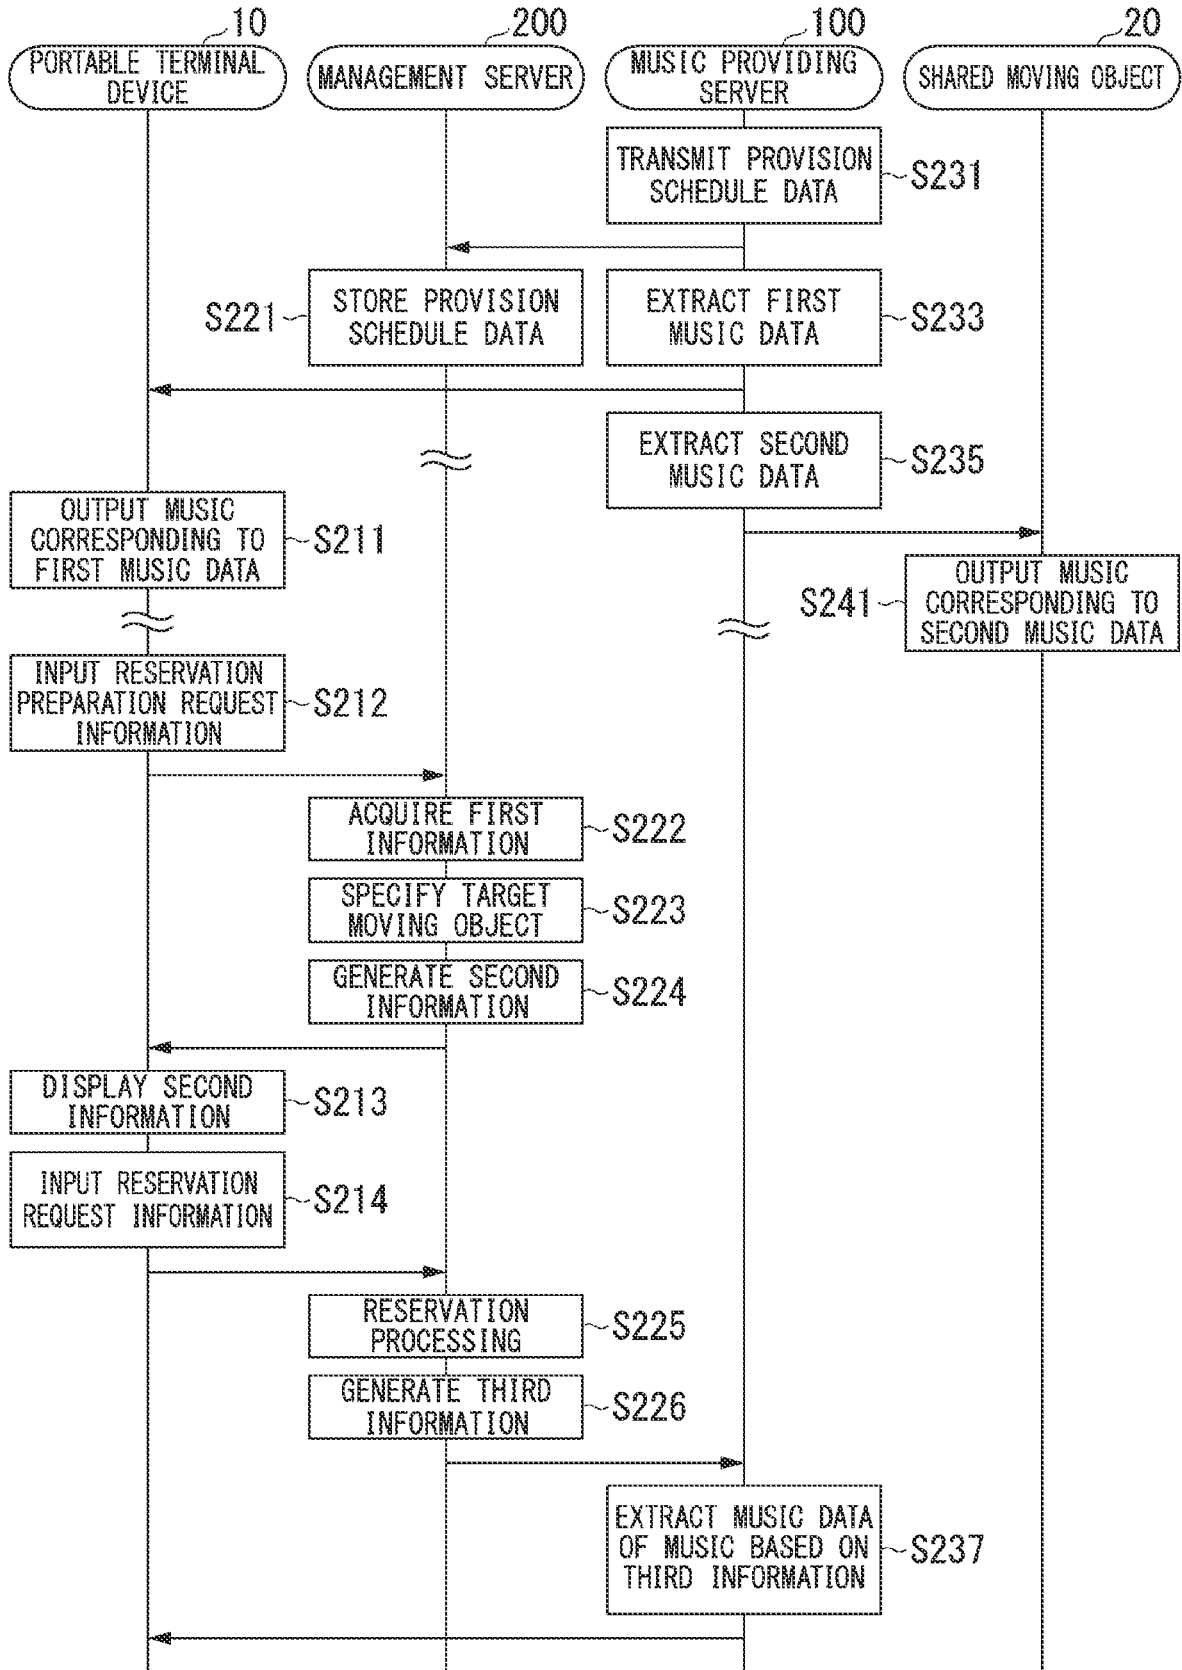 10
200
100
20
PORTABLE TERMINAL
DEVICE
MANAGEMENT SERVER
MUSIC PROVIDING
SERVER
SHARED MOVING OBJECT
TRANSMIT PROVISION
SCHEDULE DATA
S231
S221
STORE PROVISION
SCHEDULE DATA
EXTRACT FIRST
MUSIC DATA
S233
EXTRACT SECOND
MUSIC DATA
S235
OUTPUT MUSIC
CORRESPONDING TO
FIRST MUSIC DATA
S211
S241
OUTPUT MUSIC
CORRESPONDING TO
SECOND MUSIC DATA
INPUT RESERVATION
PREPARATION REQUEST
INFORMATION
S212
ACQUIRE FIRST
INFORMATION
S222
SPECIFY TARGET
MOVING OBJECT
S223
GENERATE SECOND
INFORMATION
S224
DISPLAY SECOND
INFORMATION
S213
INPUT RESERVATION
REQUEST INFORMATION
S214
RESERVATION
PROCESSING
S225
GENERATE THIRD
INFORMATION
S226
EXTRACT MUSIC DATA
OF MUSIC BASED ON
THIRD INFORMATION
S237